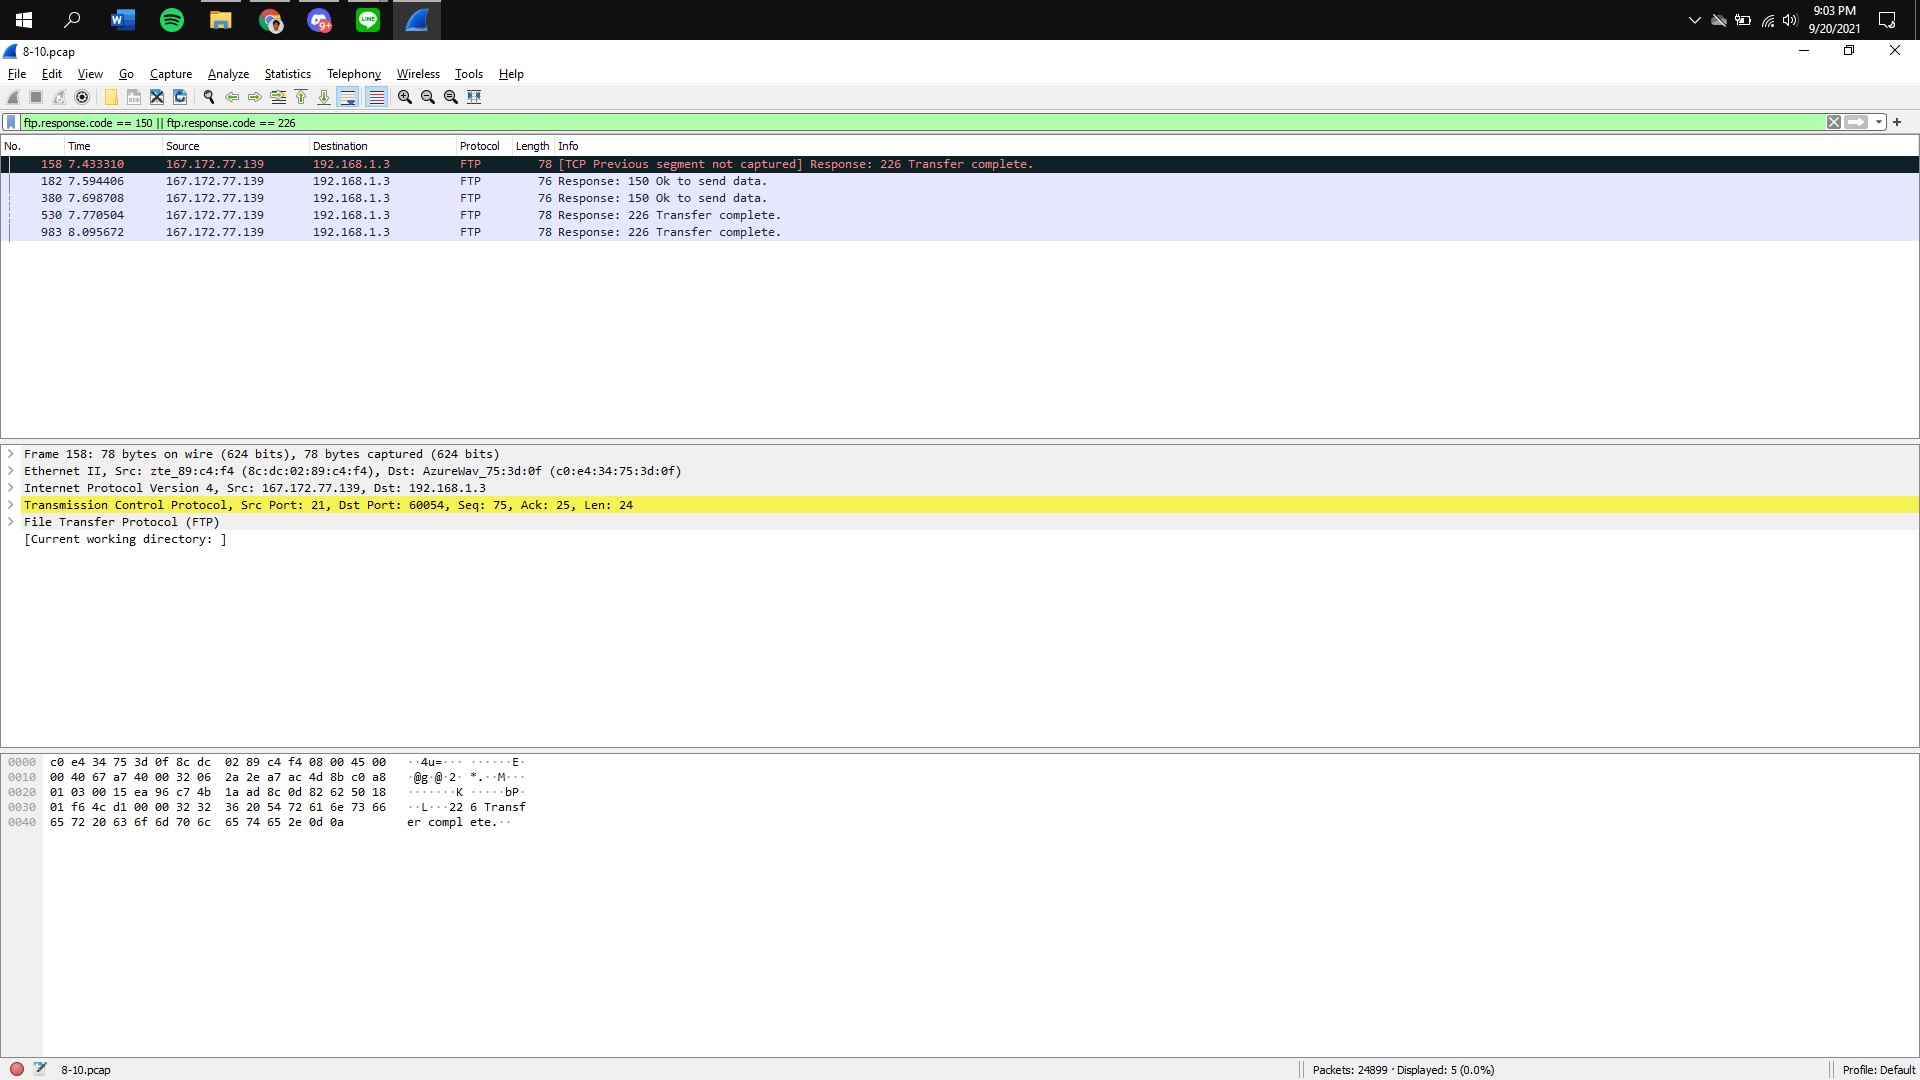 9:03 PM
9/20/2021
8-10.pcap
File Edit View Go Capture Analyze Statistics Telephony Wireless Tools Help
ftp.response.code == 150 || ftp.response.code == 226
No. Time Source Destination Protocol Length Info
158 7.433310 167.172.77.139 192.168.1.3 FTP 78 [TCP Previous segment not captured] Response: 226 Transfer complete.
182 7.594406 167.172.77.139 192.168.1.3 FTP 76 Response: 150 Ok to send data.
380 7.698708 167.172.77.139 192.168.1.3 FTP 76 Response: 150 Ok to send data.
530 7.770504 167.172.77.139 192.168.1.3 FTP 78 Response: 226 Transfer complete.
983 8.095672 167.172.77.139 192.168.1.3 FTP 78 Response: 226 Transfer complete.
Frame 158: 78 bytes on wire (624 bits), 78 bytes captured (624 bits)
Ethernet II, Src: zte_89:c4:f4 (8c:dc:02:89:c4:f4), Dst: AzureWav_75:3d:0f (c0:e4:34:75:3d:0f)
Internet Protocol Version 4, Src: 167.172.77.139, Dst: 192.168.1.3
Transmission Control Protocol, Src Port: 21, Dst Port: 60054, Seq: 75, Ack: 25, Len: 24
File Transfer Protocol (FTP)
[Current working directory: ]
0000 c0 e4 34 75 3d 0f 8c dc 02 89 c4 f4 08 00 45 00 ··4u=··· ······E·
0010 00 40 67 a7 40 00 32 06 2a 2e a7 ac 4d 8b c0 a8 ·@g·@·2· *.··M···
0020 01 03 00 15 ea 96 c7 4b 1a ad 8c 0d 82 62 50 18 ·······K ·····bP·
0030 01 f6 4c d1 00 00 32 32 36 20 54 72 61 6e 73 66 ··L···22 6 Transf
0040 65 72 20 63 6f 6d 70 6c 65 74 65 2e 0d 0a er compl ete.··
8-10.pcap
Packets: 24899 · Displayed: 5 (0.0%)
Profile: Default